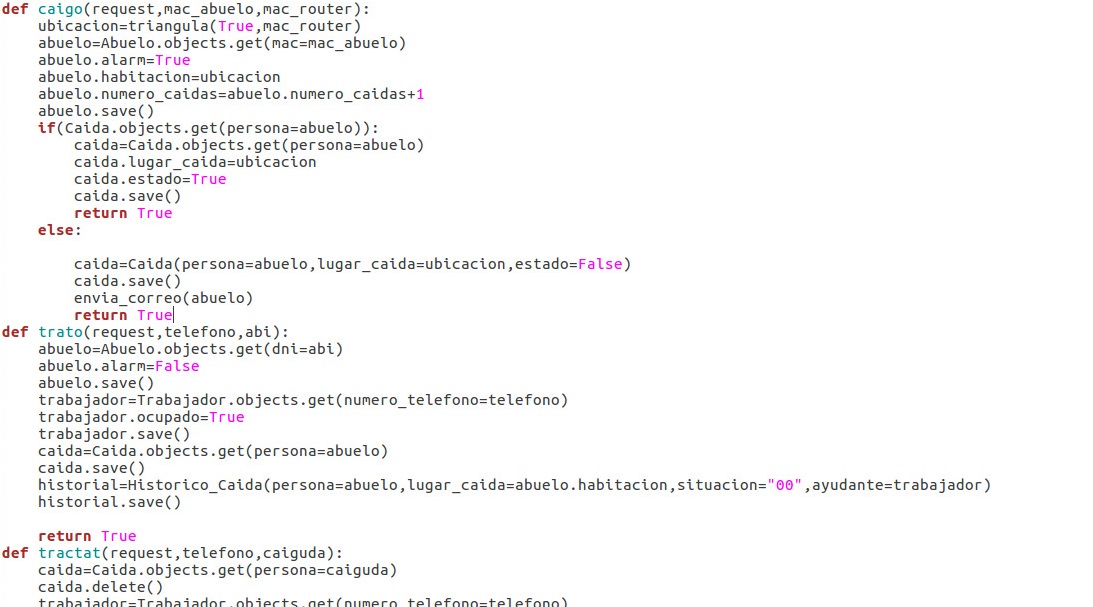 def caigo(request,mac_abuelo,mac_router):
    ubicacion=triangula(True,mac_router)
    abuelo=Abuelo.objects.get(mac=mac_abuelo)
    abuelo.alarm=True
    abuelo.habitacion=ubicacion
    abuelo.numero_caidas=abuelo.numero_caidas+1
    abuelo.save()
    if(Caida.objects.get(persona=abuelo)):
        caida=Caida.objects.get(persona=abuelo)
        caida.lugar_caida=ubicacion
        caida.estado=True
        caida.save()
        return True
    else:

        caida=Caida(persona=abuelo,lugar_caida=ubicacion,estado=False)
        caida.save()
        envia_correo(abuelo)
        return True
def trato(request,telefono,abi):
    abuelo=Abuelo.objects.get(dni=abi)
    abuelo.alarm=False
    abuelo.save()
    trabajador=Trabajador.objects.get(numero_telefono=telefono)
    trabajador.ocupado=True
    trabajador.save()
    caida=Caida.objects.get(persona=abuelo)
    caida.save()
    historial=Historico_Caida(persona=abuelo,lugar_caida=abuelo.habitacion,situacion="00",ayudante=trabajador)
    historial.save()

    return True
def tractat(request,telefono,caiguda):
    caida=Caida.objects.get(persona=caiguda)
    caida.delete()
    trabajador=Trabajador.objects.get(numero_telefono=telefono)